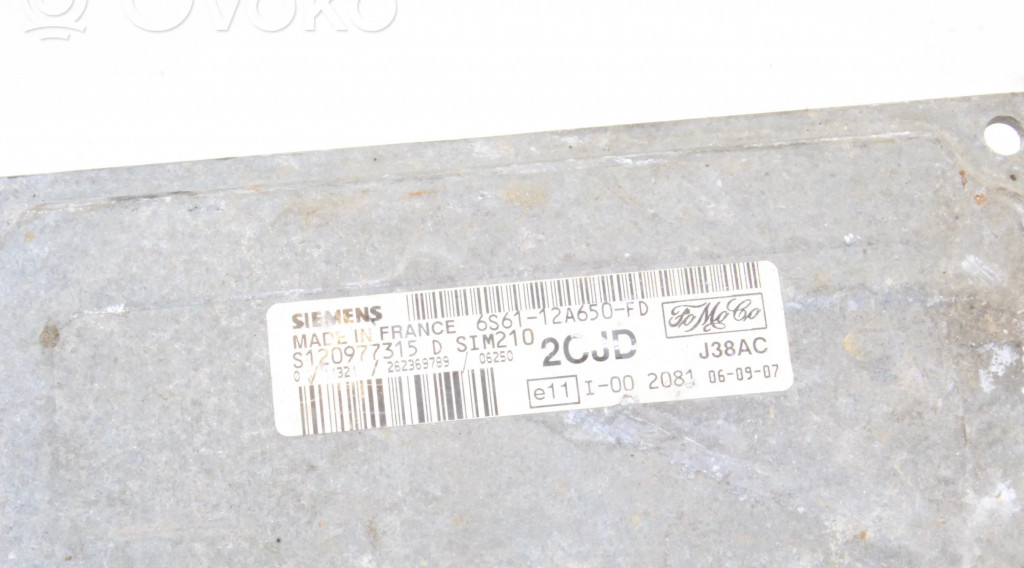 OVOKO
SIEMENS
MADE IN FRANCE 6S61-12A650-FD
S120977315 D SIM210 2CJD
FoMoCo
J38AC
262369789 / 06250
e11 I-00 2081 06-09-07